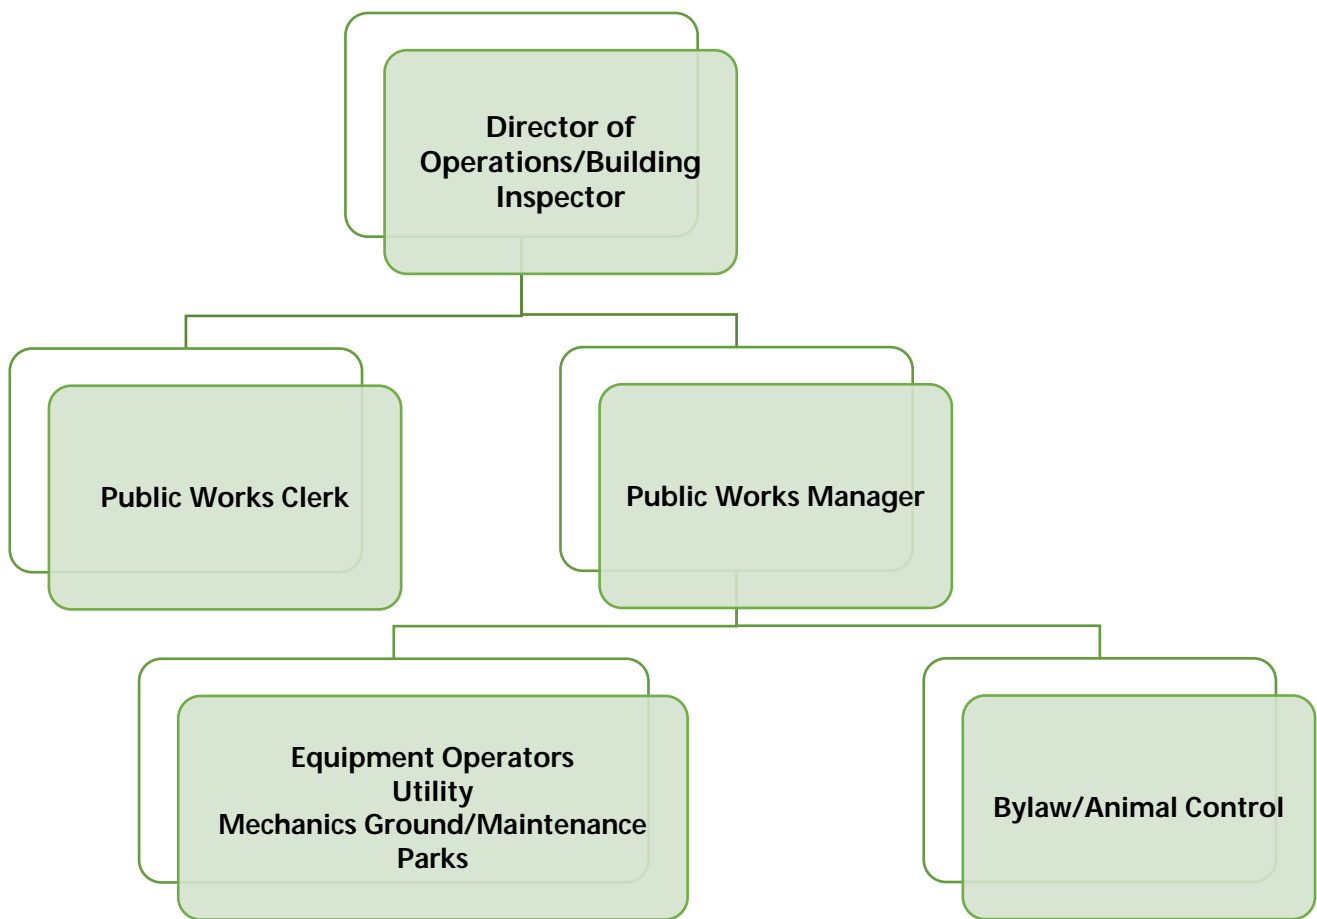 Director of
Operations/Building
Inspector
Public Works Clerk
Public Works Manager
Equipment Operators
Utility
Mechanics Ground/Maintenance
Parks
Bylaw/Animal Control